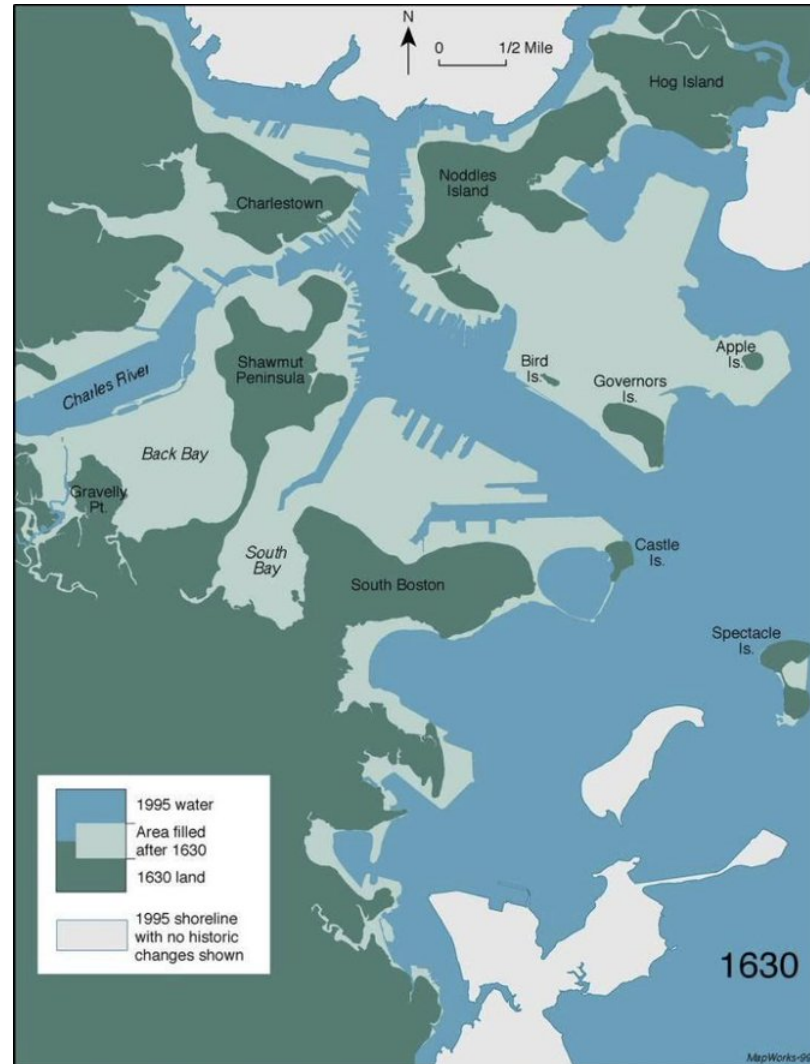 N
0 1/2 Mile
Hog Island
Noddles
Island
Charlestown
Shawmut
Peninsula
Charles River
Bird
Is.
Governors
Is.
Apple
Is.
Back Bay
Gravelly
Pt.
South
Bay
South Boston
Castle
Is.
Spectacle
Is.
1995 water
Area filled
after 1630
1630 land
1995 shoreline
with no historic
changes shown
1630
MapWorks-99